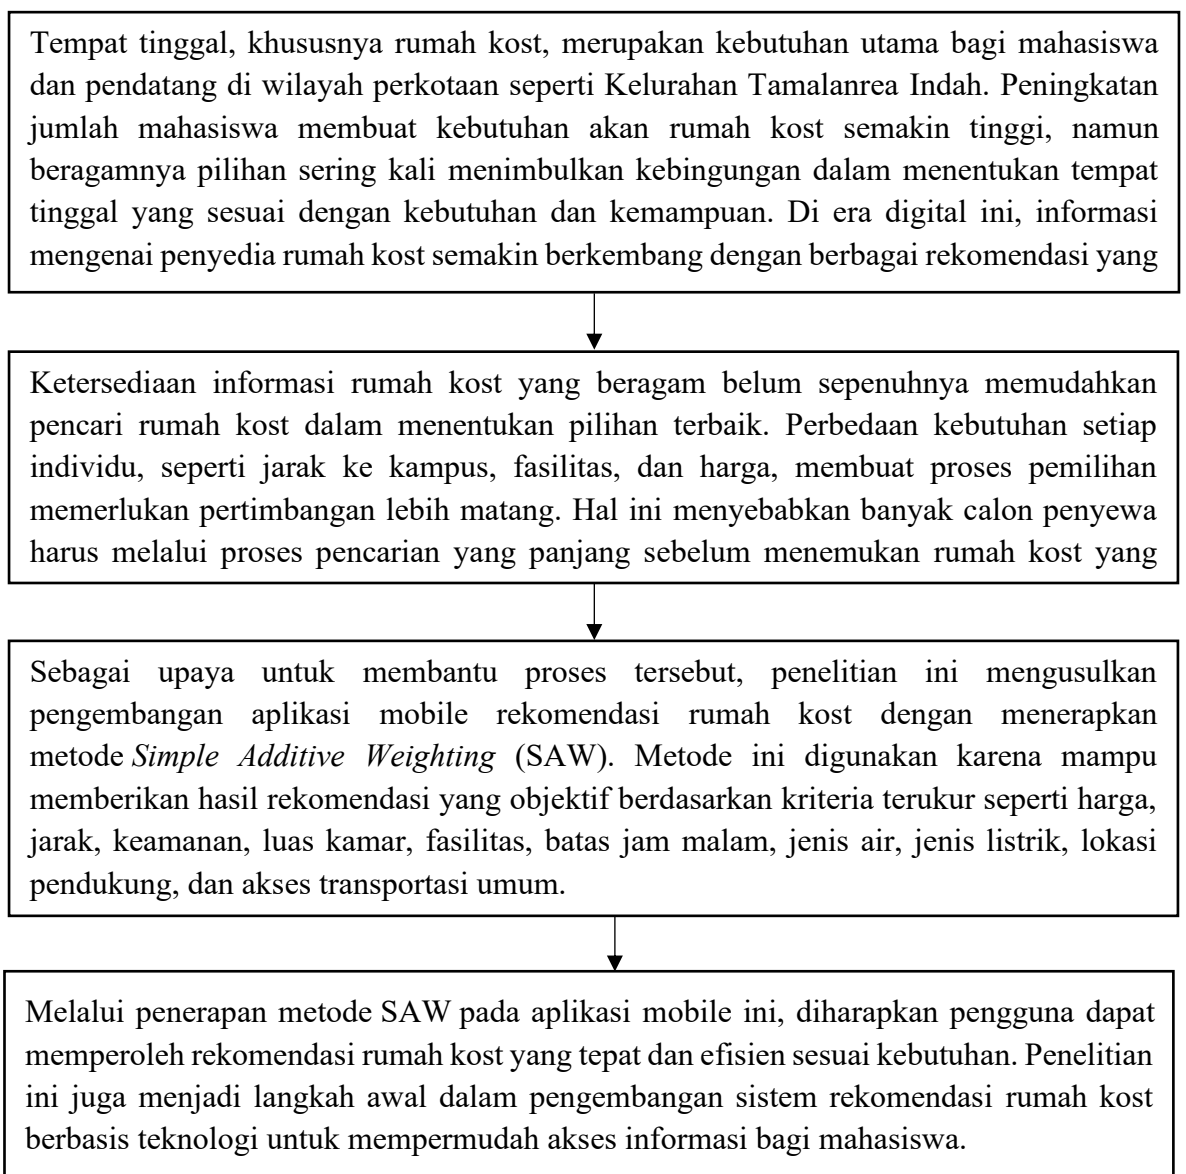 Tempat tinggal, khususnya rumah kost, merupakan kebutuhan utama bagi mahasiswa
dan pendatang di wilayah perkotaan seperti Kelurahan Tamalanrea Indah. Peningkatan
jumlah mahasiswa membuat kebutuhan akan rumah kost semakin tinggi, namun
beragamnya pilihan sering kali menimbulkan kebingungan dalam menentukan tempat
tinggal yang sesuai dengan kebutuhan dan kemampuan. Di era digital ini, informasi
mengenai penyedia rumah kost semakin berkembang dengan berbagai rekomendasi yang
Ketersediaan informasi rumah kost yang beragam belum sepenuhnya memudahkan
pencari rumah kost dalam menentukan pilihan terbaik. Perbedaan kebutuhan setiap
individu, seperti jarak ke kampus, fasilitas, dan harga, membuat proses pemilihan
memerlukan pertimbangan lebih matang. Hal ini menyebabkan banyak calon penyewa
harus melalui proses pencarian yang panjang sebelum menemukan rumah kost yang
Sebagai upaya untuk membantu proses tersebut, penelitian ini mengusulkan
pengembangan aplikasi mobile rekomendasi rumah kost dengan menerapkan
metode Simple Additive Weighting (SAW). Metode ini digunakan karena mampu
memberikan hasil rekomendasi yang objektif berdasarkan kriteria terukur seperti harga,
jarak, keamanan, luas kamar, fasilitas, batas jam malam, jenis air, jenis listrik, lokasi
pendukung, dan akses transportasi umum.
Melalui penerapan metode SAW pada aplikasi mobile ini, diharapkan pengguna dapat
memperoleh rekomendasi rumah kost yang tepat dan efisien sesuai kebutuhan. Penelitian
ini juga menjadi langkah awal dalam pengembangan sistem rekomendasi rumah kost
berbasis teknologi untuk mempermudah akses informasi bagi mahasiswa.